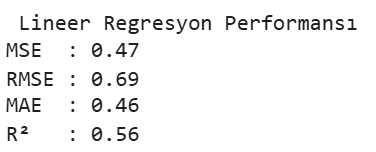 Lineer Regresyon Performansı
MSE  : 0.47
RMSE : 0.69
MAE  : 0.46
R²   : 0.56